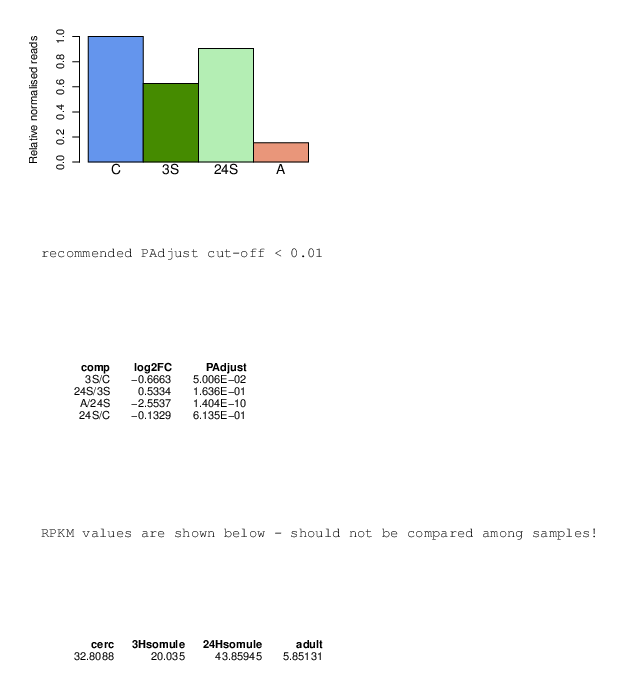 Relative normalised reads
1.0
0.8
0.6
0.4
0.2
0.0
C 3S 24S A
recommended PAdjust cut-off < 0.01
comp log2FC PAdjust
3S/C −0.6663 5.006E−02
24S/3S 0.5334 1.636E−01
A/24S −2.5537 1.404E−10
24S/C −0.1329 6.135E−01
RPKM values are shown below - should not be compared among samples!
cerc 3Hsomule 24Hsomule adult
32.8088 20.035 43.85945 5.85131